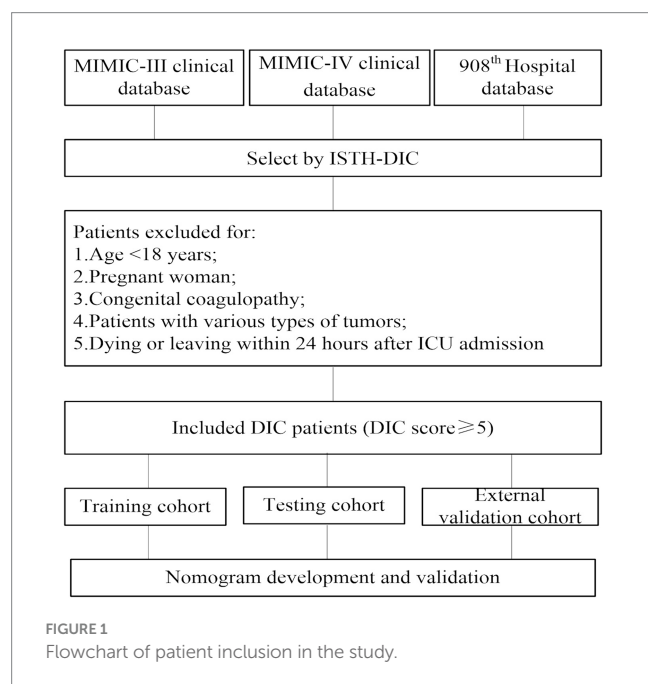 MIMIC-III clinical
database
MIMIC-IV clinical
database
908th Hospital
database
Select by ISTH-DIC
Patients excluded for:
1.Age <18 years;
2.Pregnant woman;
3.Congenital coagulopathy;
4.Patients with various types of tumors;
5.Dying or leaving within 24 hours after ICU admission
Included DIC patients (DIC score≥5)
Training cohort
Testing cohort
External
validation cohort
Nomogram development and validation
FIGURE 1
Flowchart of patient inclusion in the study.